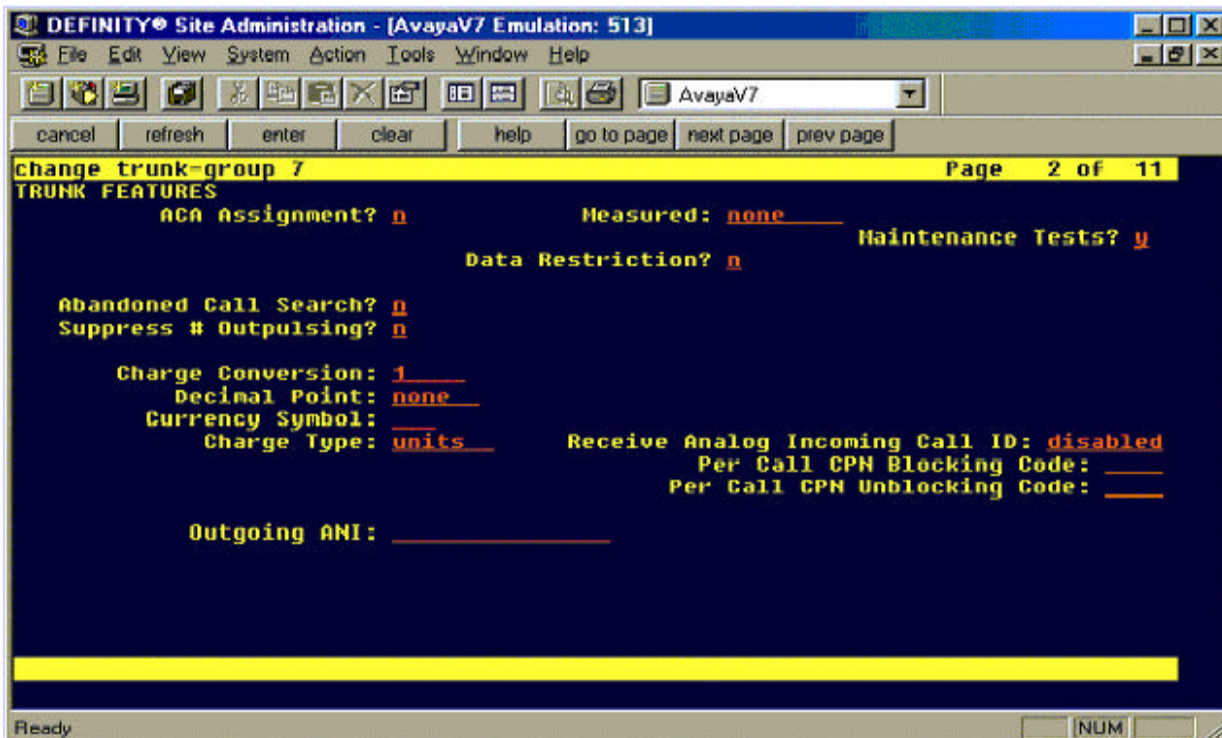 DEFINITY® Site Administration - [AvayaV7 Emulation: 513]
File Edit View System Action Tools Window Help
AvayaV7
cancel refresh enter clear help go to page next page prev page
change trunk-group 7 Page 2 of 11
TRUNK FEATURES
ACA Assignment? n Measured: none
Maintenance Tests? y
Data Restriction? n
Abandoned Call Search? n
Suppress # Outpulsing? n
Charge Conversion: 1
Decimal Point: none
Currency Symbol:
Charge Type: units Receive Analog Incoming Call ID: disabled
Per Call CPN Blocking Code:
Per Call CPN Unblocking Code:
Outgoing ANI:
Ready NUM